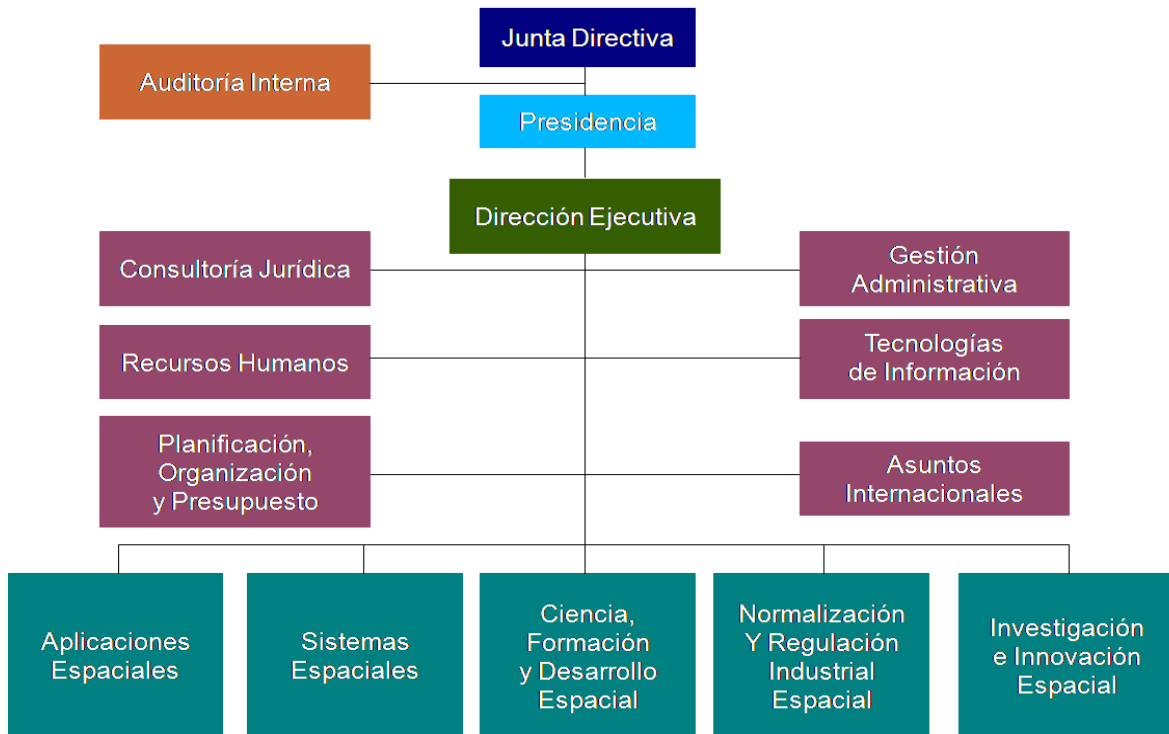 Junta Directiva
Auditoría Interna
Presidencia
Dirección Ejecutiva
Consultoría Jurídica
Gestión
Administrativa
Recursos Humanos
Tecnologías
de Información
Planificación,
Organización
y Presupuesto
Asuntos
Internacionales
Aplicaciones
Espaciales
Sistemas
Espaciales
Ciencia,
Formación
y Desarrollo
Espacial
Normalización
Y Regulación
Industrial
Espacial
Investigación
e Innovación
Espacial